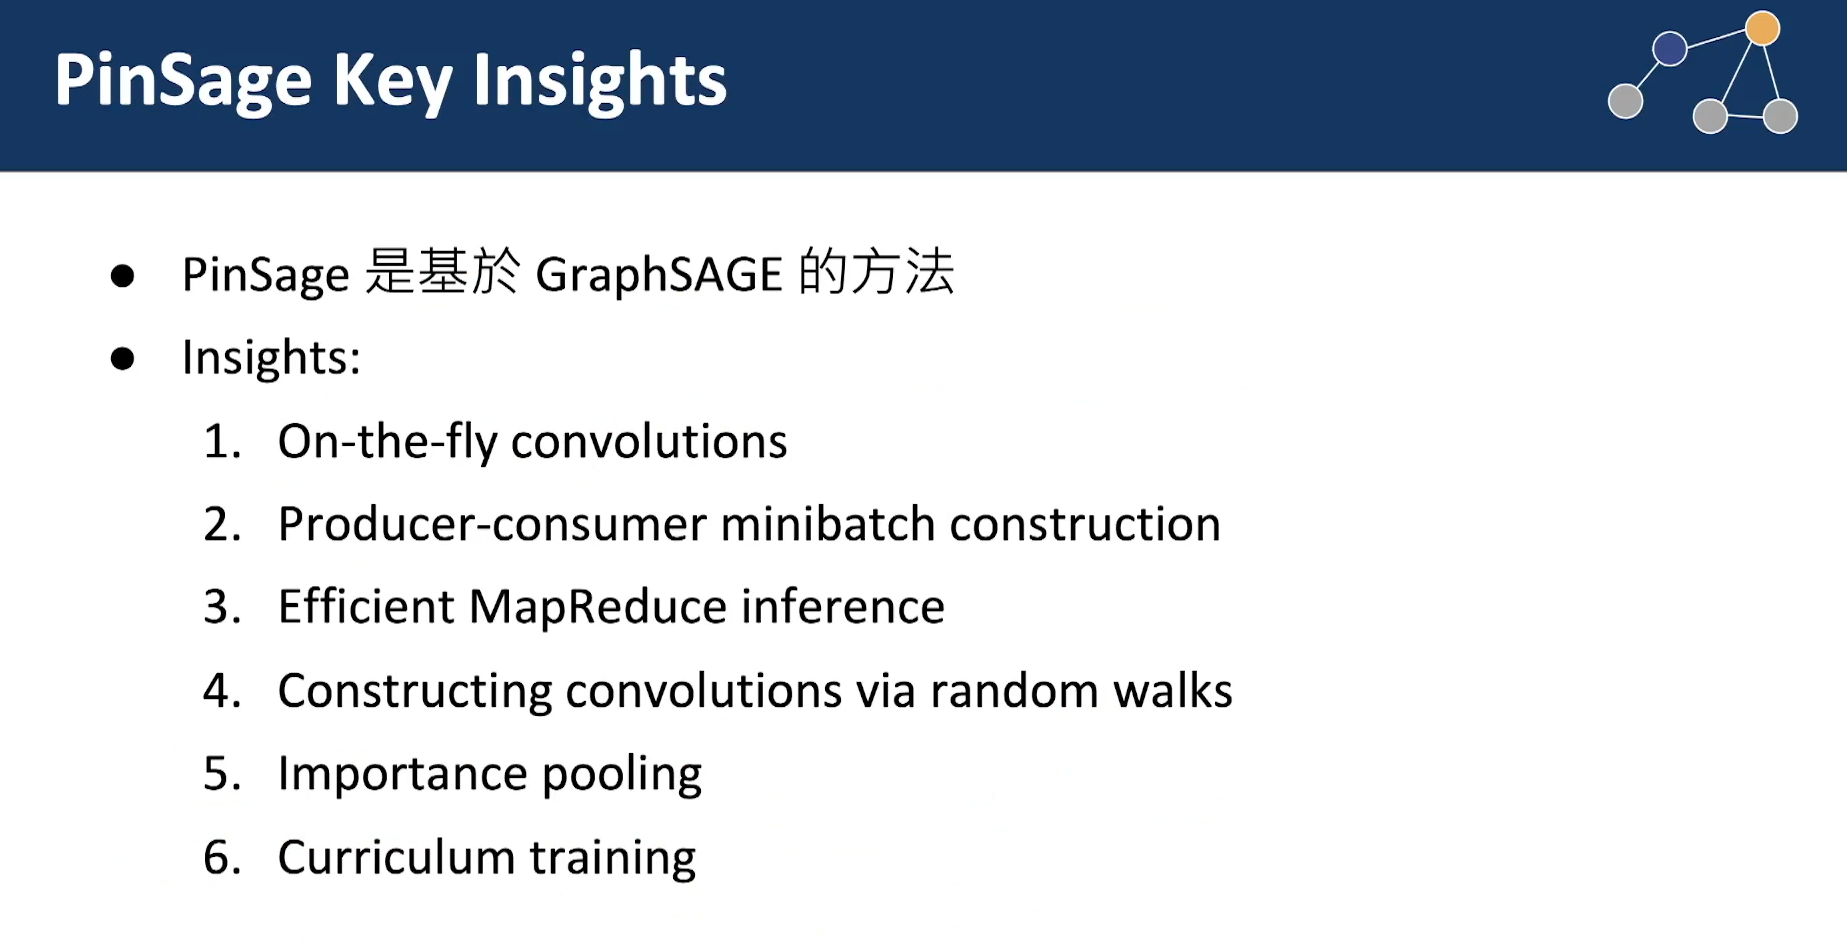 PinSage Key Insights
● PinSage 是基於 GraphSAGE 的方法
● Insights:
1. On-the-fly convolutions
2. Producer-consumer minibatch construction
3. Efficient MapReduce inference
4. Constructing convolutions via random walks
5. Importance pooling
6. Curriculum training